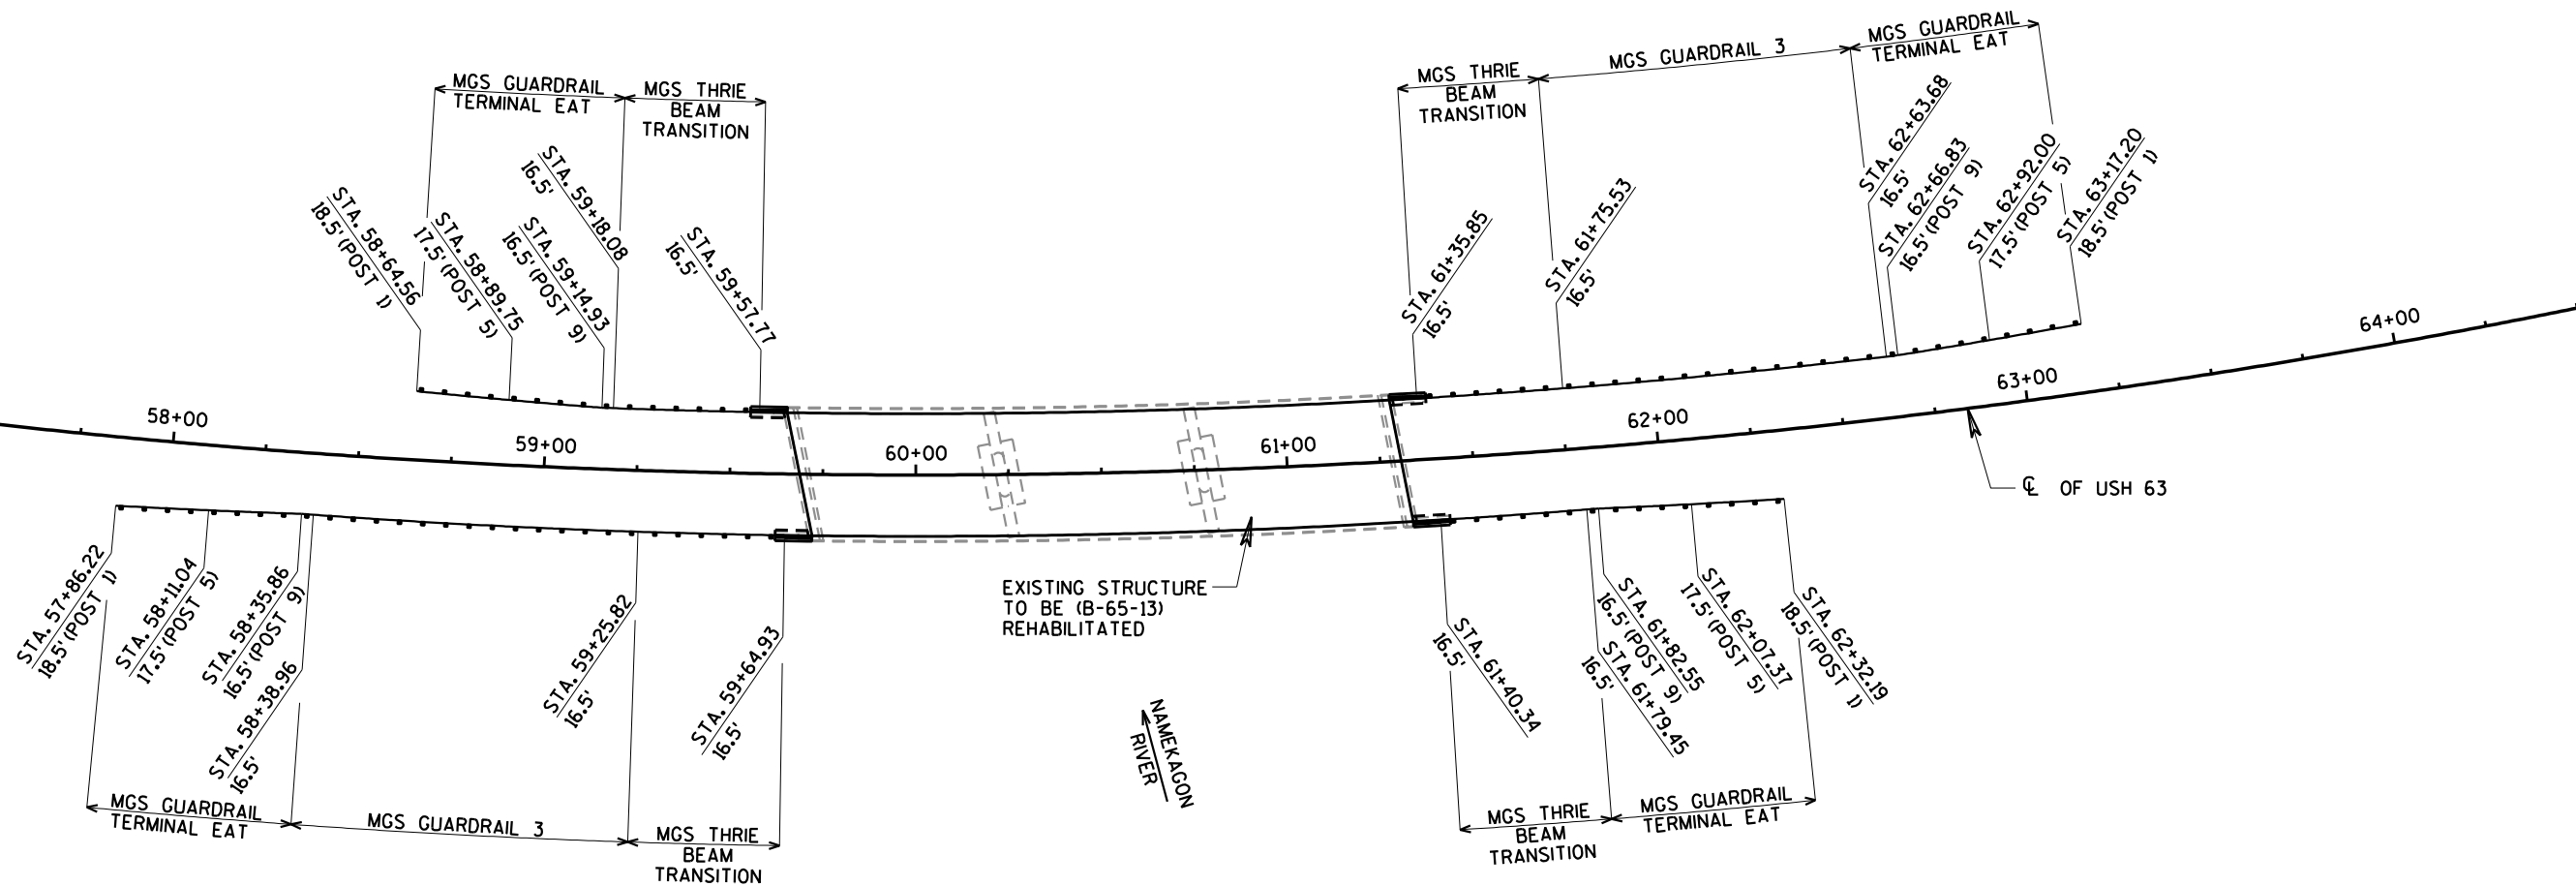 MGS GUARDRAIL
TERMINAL EAT
MGS THRIE
BEAM
TRANSITION
STA. 58+64.56
18.5' (POST 1)
STA. 58+89.75
17.5' (POST 5)
STA. 59+14.93
16.5' (POST 9)
STA. 59+18.08
16.5'
STA. 59+57.77
16.5'
MGS THRIE
BEAM
TRANSITION
MGS GUARDRAIL 3
MGS GUARDRAIL
TERMINAL EAT
STA. 61+35.85
16.5'
STA. 61+75.53
16.5'
STA. 62+63.68
16.5'
STA. 62+66.83
16.5' (POST 9)
STA. 62+92.00
17.5' (POST 5)
STA. 63+17.20
18.5' (POST 1)
58+00
59+00
60+00
61+00
62+00
63+00
64+00
℄ OF USH 63
EXISTING STRUCTURE
TO BE (B-65-13)
REHABILITATED
NAMEKAGON
RIVER
STA. 57+86.22
18.5' (POST 1)
STA. 58+11.04
17.5' (POST 5)
STA. 58+35.86
16.5' (POST 9)
STA. 58+38.96
16.5'
STA. 59+25.82
16.5'
STA. 59+64.93
16.5'
MGS GUARDRAIL
TERMINAL EAT
MGS GUARDRAIL 3
MGS THRIE
BEAM
TRANSITION
STA. 61+40.34
16.5'
STA. 61+82.55
16.5' (POST 9)
STA. 61+79.45
16.5'
STA. 62+07.37
17.5' (POST 5)
STA. 62+32.19
18.5' (POST 1)
MGS THRIE
BEAM
TRANSITION
MGS GUARDRAIL
TERMINAL EAT